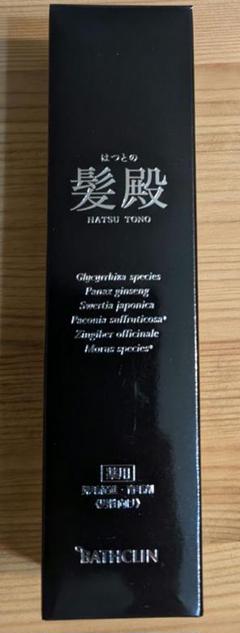 はつとの
髪殿
HATSU TONO
Glycyrrhiza species
Panax ginseng
Swertia japonica
Paeonia suffruticosa*
Zingiber officinale
Morus species*
薬用
BATHCLIN